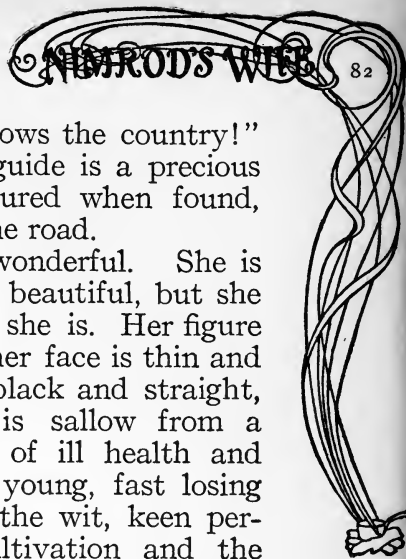 NIMROD'S WIFE
82
ows the country!"
guide is a precious
ured when found,
ne road.
wonderful. She is
beautiful, but she
she is. Her figure
ner face is thin and
black and straight,
is sallow from a
of ill health and
young, fast losing
the wit, keen per-
ltivation and the